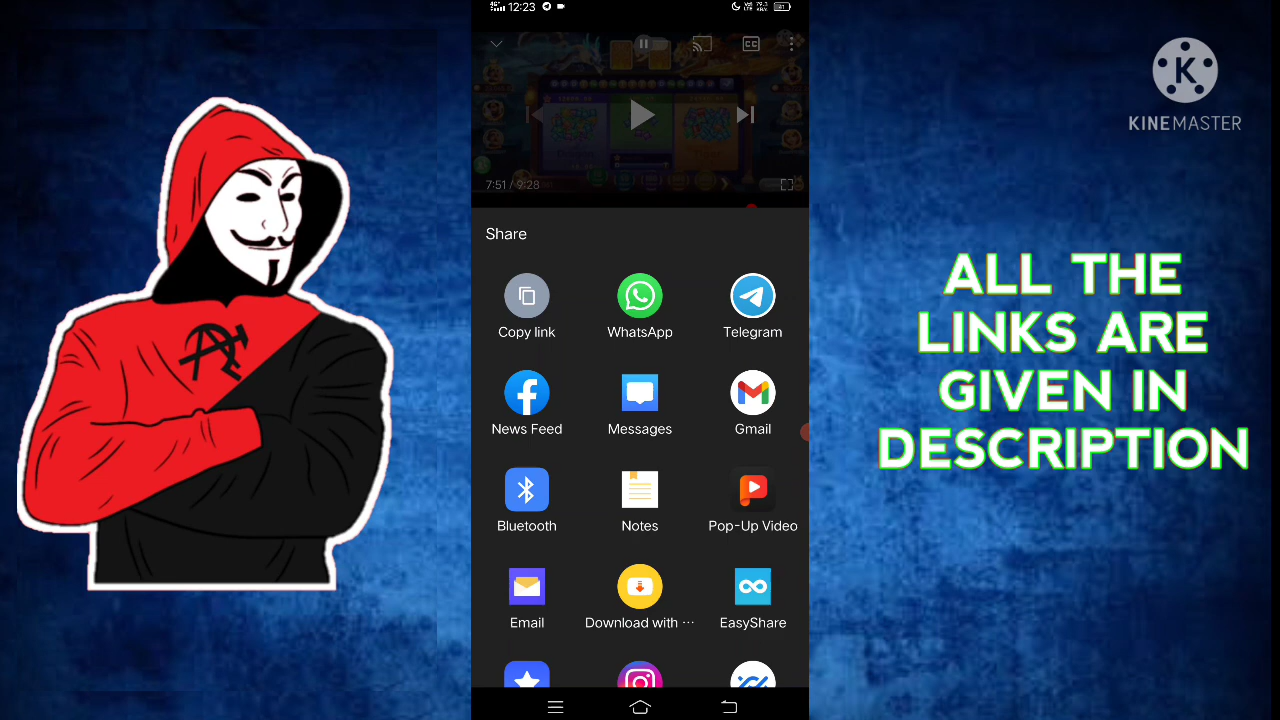 12:23
7:51 / 9:28
Share
Copy link
WhatsApp
Telegram
News Feed
Messages
Gmail
Bluetooth
Notes
Pop-Up Video
Email
Download with ···
EasyShare
K
KINEMASTER
ALL THE
LINKS ARE
GIVEN IN
DESCRIPTION